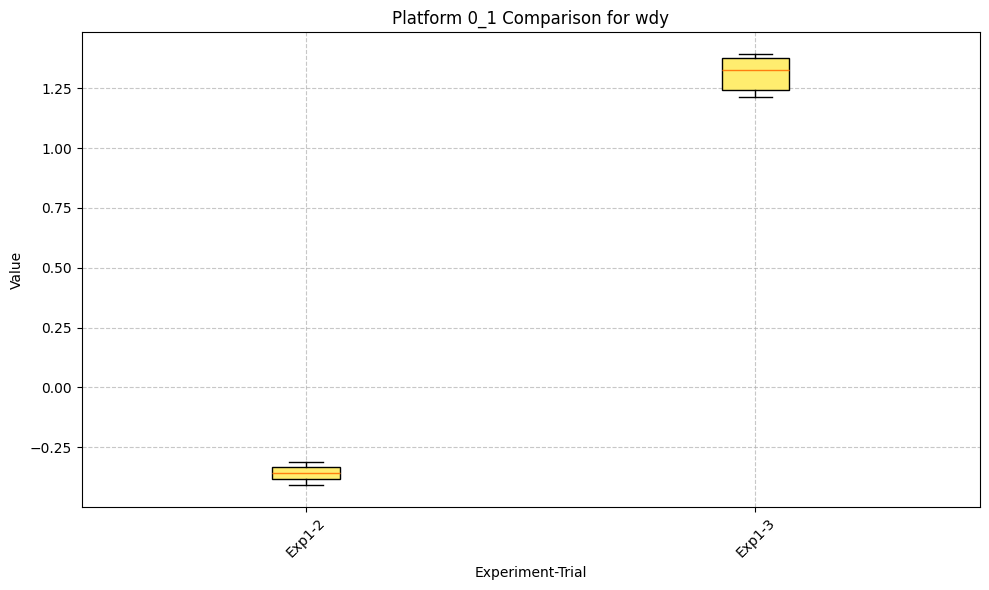 Platform 0_1 Comparison for wdy
Value
1.25
1.00
0.75
0.50
0.25
0.00
−0.25
Exp1-2
Exp1-3
Experiment-Trial